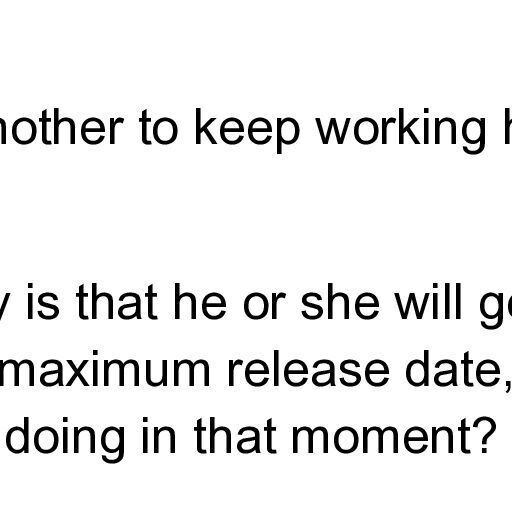 nother to keep working h
y is that he or she will g
maximum release date,
doing in that moment?